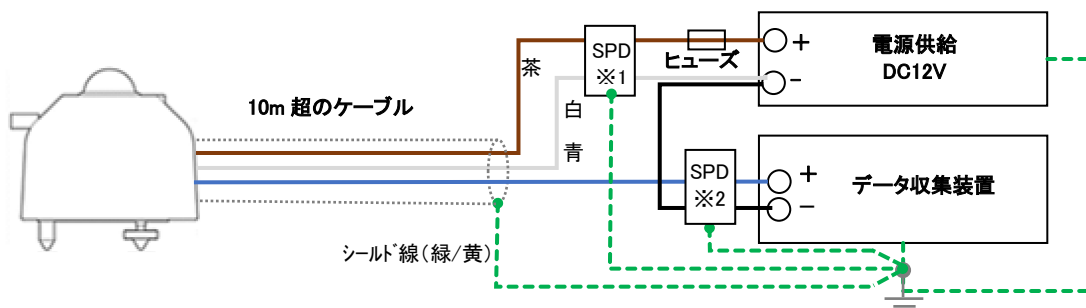 10m 超のケーブル
茶
白
青
SPD
※1
ヒューズ
+
-
電源供給
DC12V
SPD
※2
+
-
データ収集装置
シールド線(緑/黄)